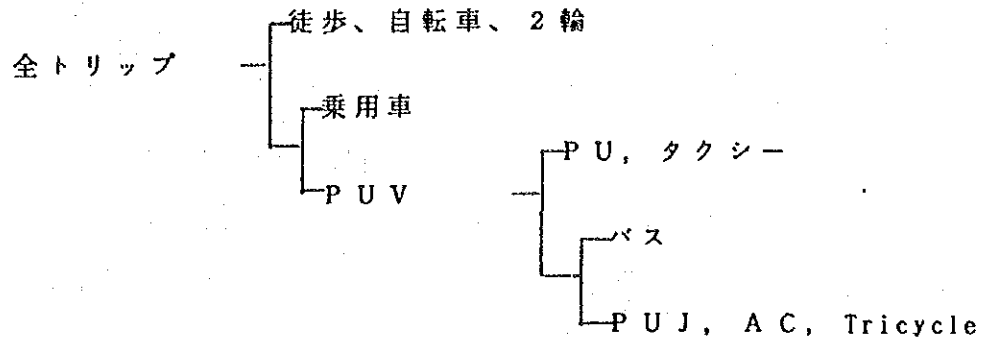 徒歩、自転車、2輪
全トリップ
乗用車
PU, タクシー
PUV
バス
PUJ, AC, Tricycle